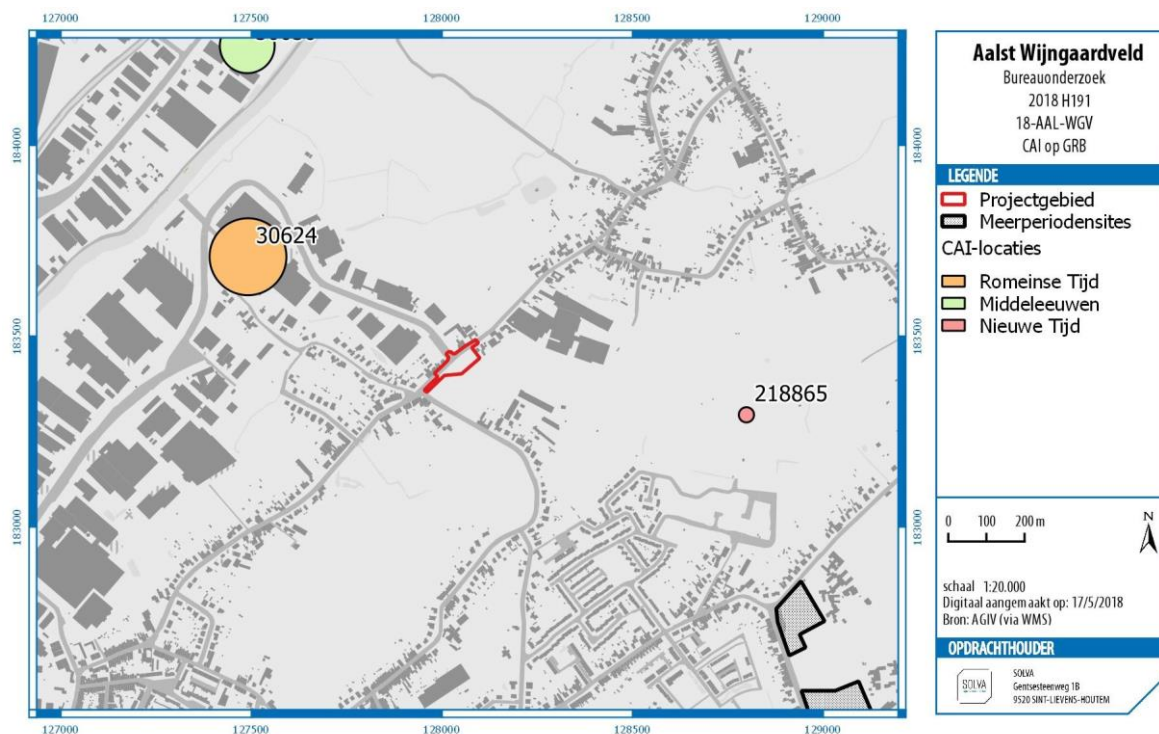 127000 127500 128000 128500 129000
184000
183500
183000
30624
218865
127000 127500 128000 128500 129000
184000
183500
183000
Aalst Wijngaardveld
Bureauonderzoek
2018 H191
18-AAL-WGV
CAI op GRB
LEGENDE
Projectgebied
Meerperiodensites
CAI-locaties
Romeinse Tijd
Middeleeuwen
Nieuwe Tijd
0 100 200 m
N
schaal 1:20.000
Digitaal aangemaakt op: 17/5/2018
Bron: AGIV (via WMS)
OPDRACHTHOUDER
SOLVA
SOLVA
Gentsesteenweg 1B
9520 SINT-LIEVENS-HOUTEM